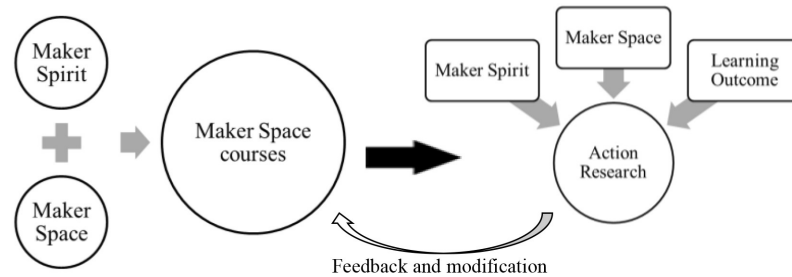 Maker
Spirit
Maker
Space
Maker Space
courses
Maker Spirit
Maker Space
Learning
Outcome
Action
Research
Feedback and modification